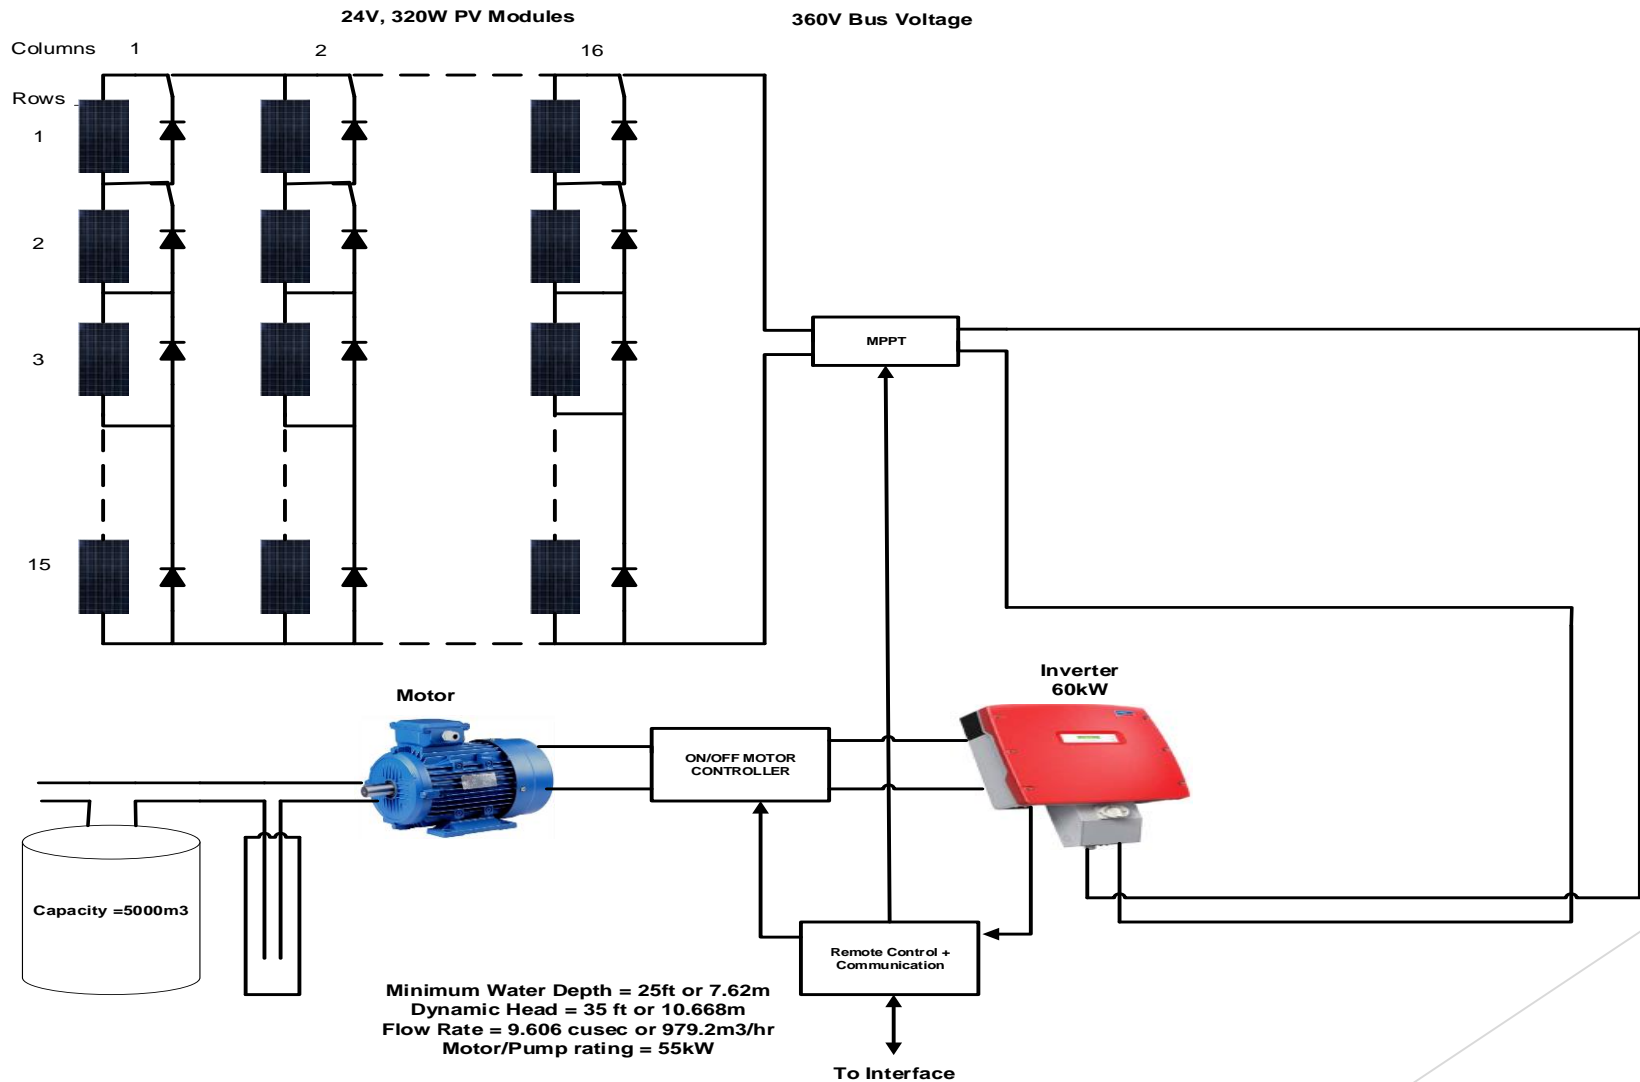 24V, 320W PV Modules
360V Bus Voltage
Columns 1 2 16
Rows
1
2
3
15
MPPT
Inverter
60kW
Motor
ON/OFF MOTOR
CONTROLLER
Capacity =5000m3
Remote Control +
Communication
Minimum Water Depth = 25ft or 7.62m
Dynamic Head = 35 ft or 10.668m
Flow Rate = 9.606 cusec or 979.2m3/hr
Motor/Pump rating = 55kW
To Interface